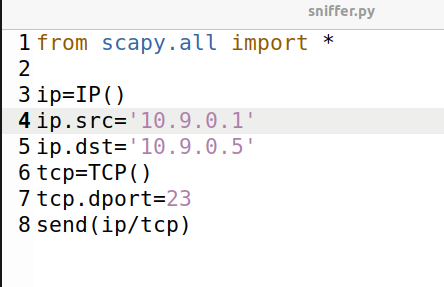 sniffer.py
1 from scapy.all import *
2
3 ip=IP()
4 ip.src='10.9.0.1'
5 ip.dst='10.9.0.5'
6 tcp=TCP()
7 tcp.dport=23
8 send(ip/tcp)